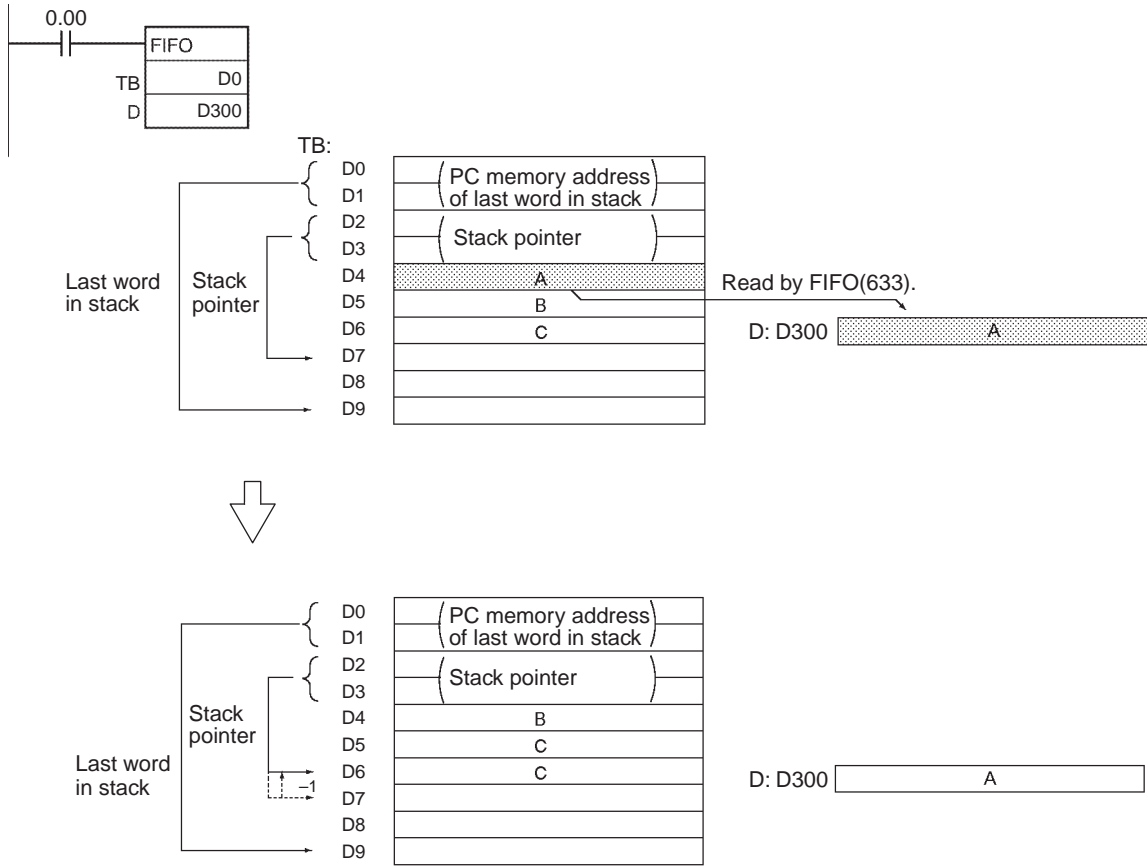 0.00
FIFO
TB D0
D D300
TB:
D0
D1
D2
D3
D4
D5
D6
D7
D8
D9
PC memory address
of last word in stack
Stack pointer
A
B
C
Last word
in stack
Stack
pointer
Read by FIFO(633).
D: D300
A
D0
D1
D2
D3
D4
D5
D6
D7
D8
D9
PC memory address
of last word in stack
Stack pointer
B
C
C
Stack
pointer
Last word
in stack
–1
D: D300
A